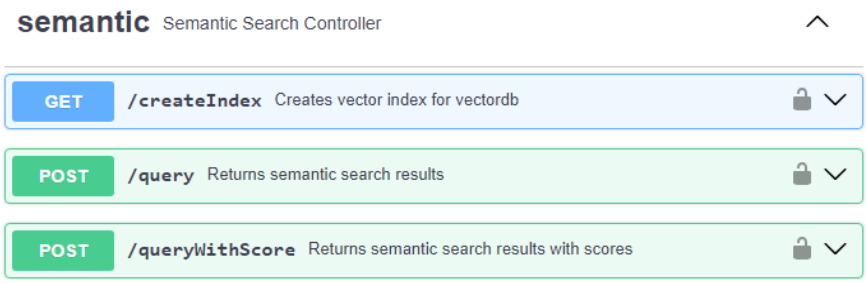 semantic Semantic Search Controller
GET /createIndex Creates vector index for vectordb
POST /query Returns semantic search results
POST /queryWithScore Returns semantic search results with scores